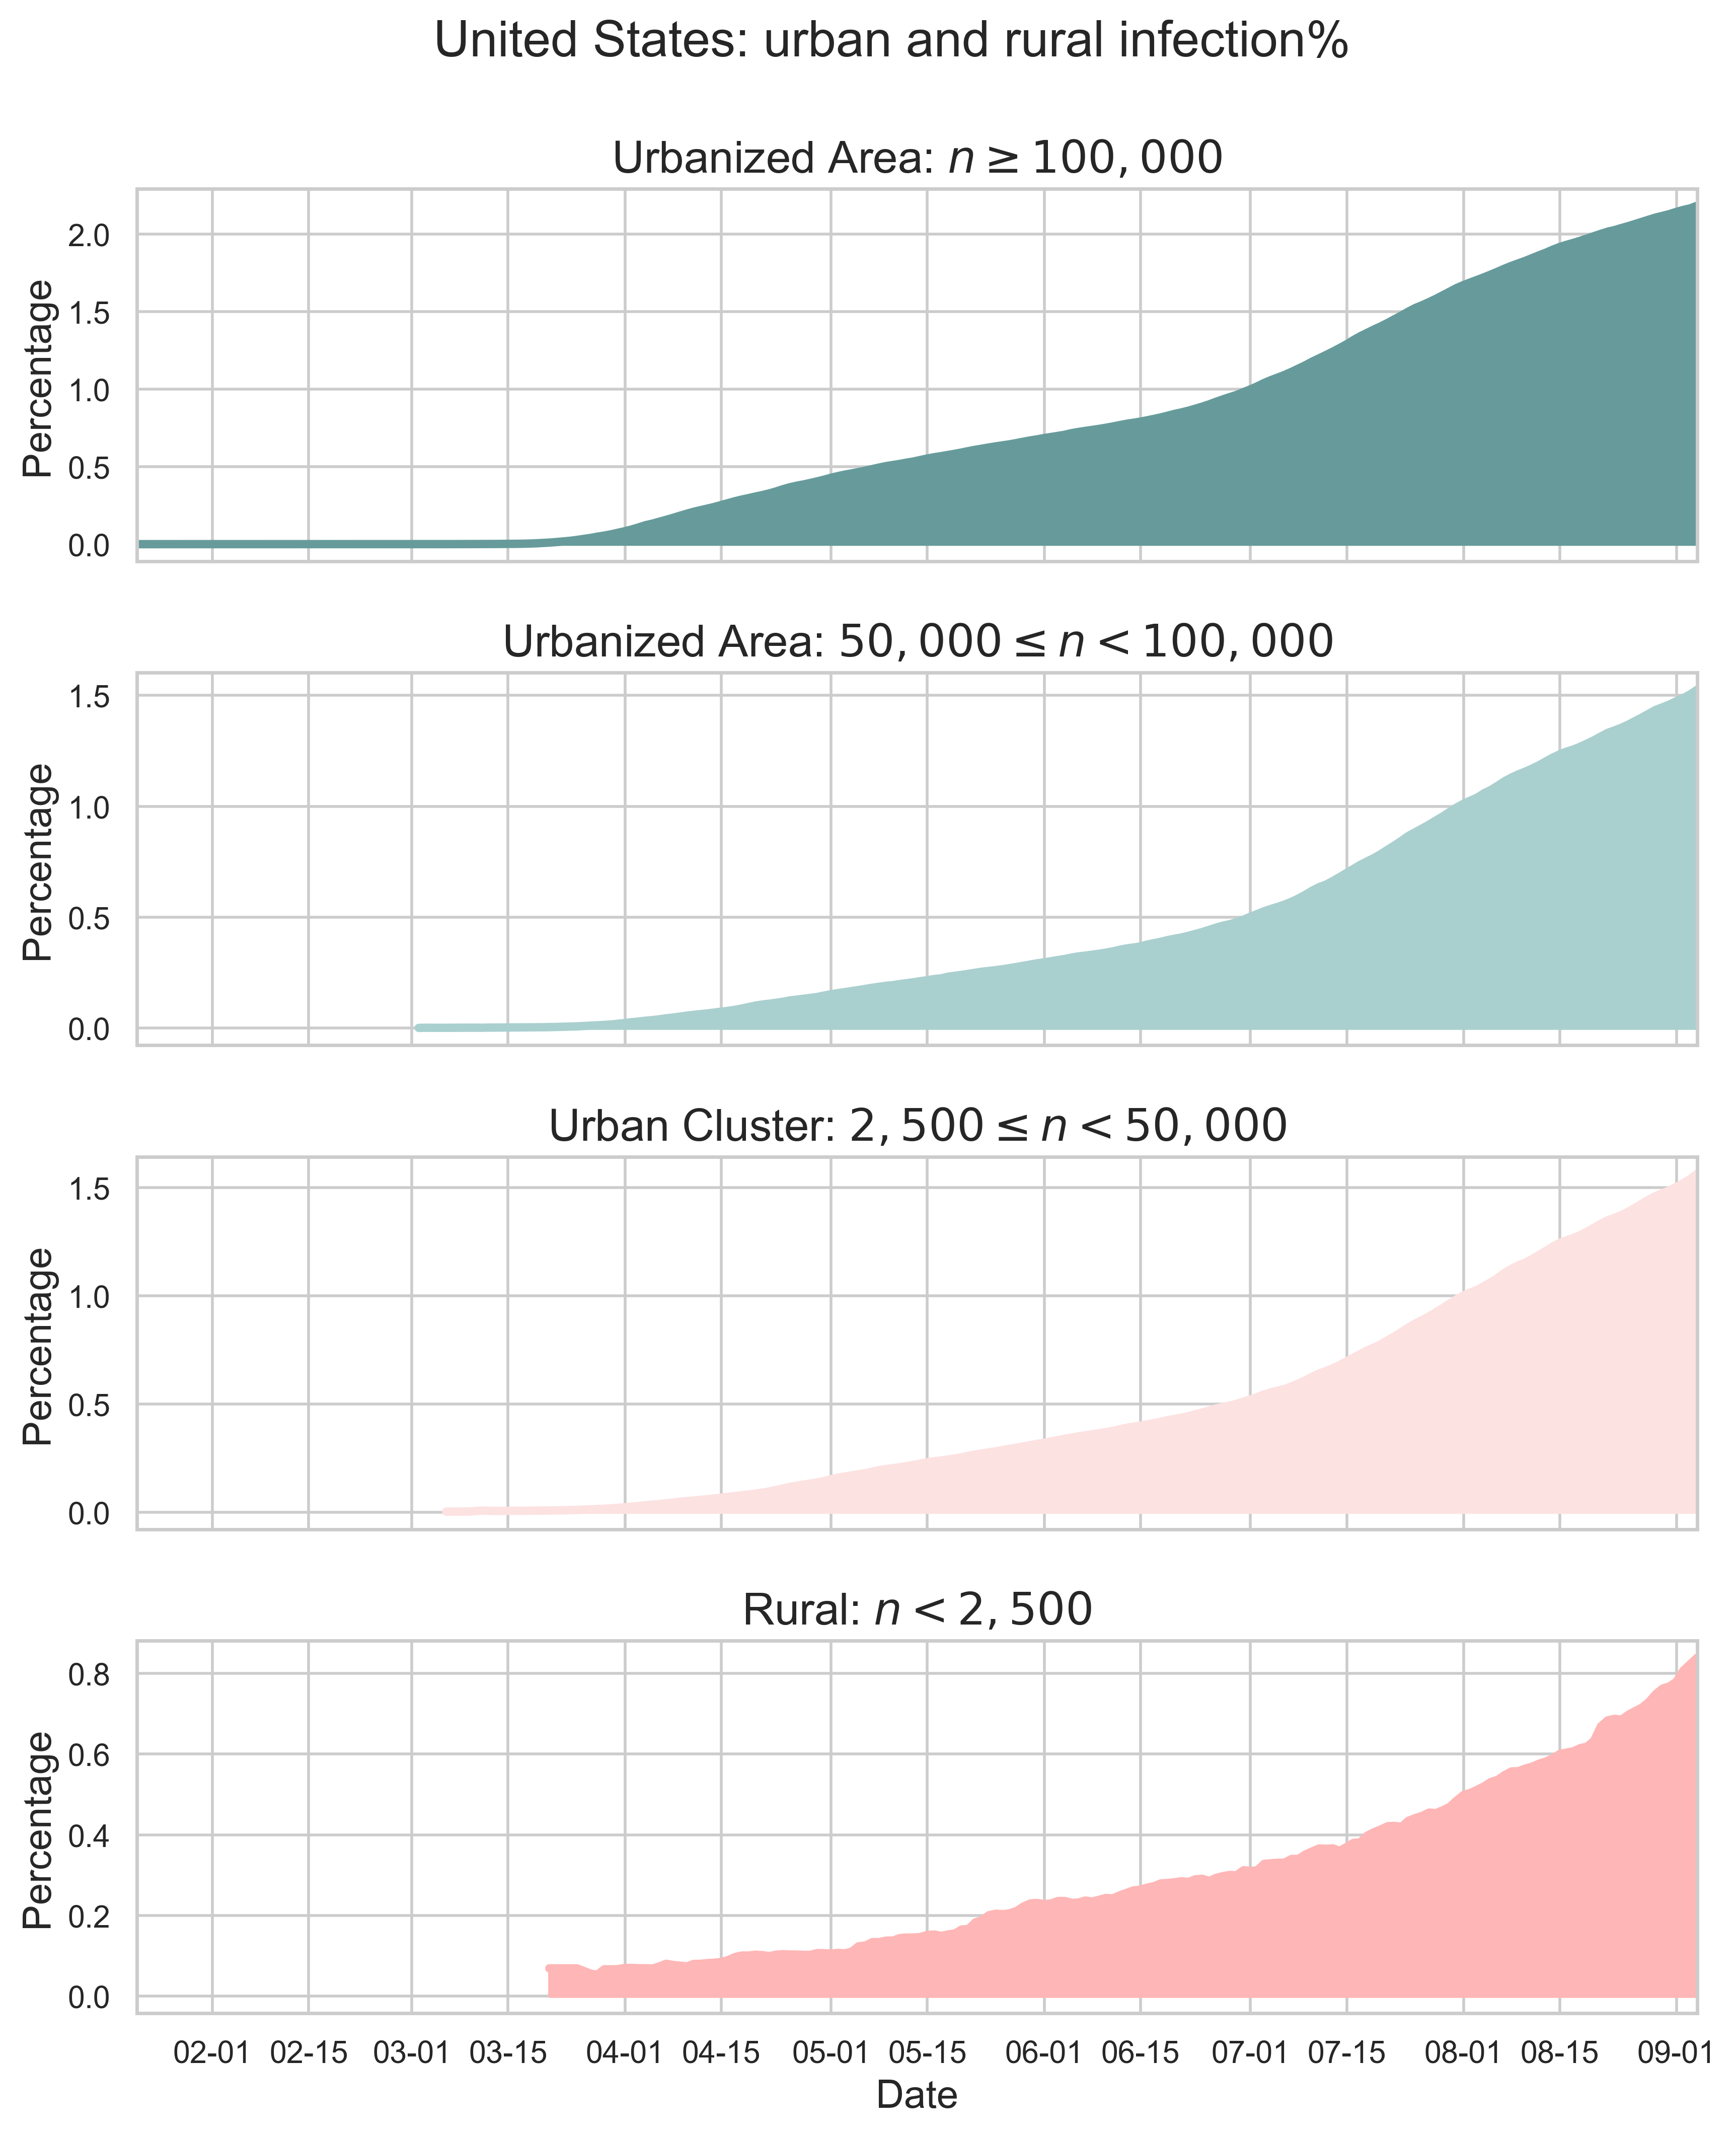 United States: urban and rural infection%
Urbanized Area: n ≥ 100,000
Percentage
2.0
1.5
1.0
0.5
0.0
Urbanized Area: 50,000 ≤ n < 100,000
Percentage
1.5
1.0
0.5
0.0
Urban Cluster: 2,500 ≤ n < 50,000
Percentage
1.5
1.0
0.5
0.0
Rural: n < 2,500
Percentage
0.8
0.6
0.4
0.2
0.0
02-01 02-15 03-01 03-15 04-01 04-15 05-01 05-15 06-01 06-15 07-01 07-15 08-01 08-15 09-01
Date